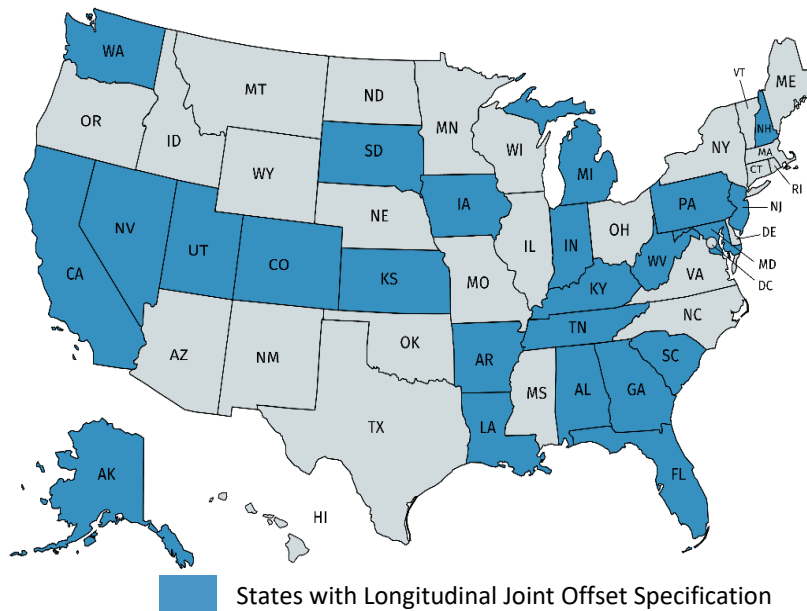 WA
MT
ND
MN
VT
ME
OR
ID
SD
WI
NY
NH
MA
CT
RI
WY
MI
IA
PA
NJ
NE
NV
UT
CO
IL
IN
OH
DE
CA
KS
MO
WV
VA
MD
DC
KY
NC
TN
OK
AZ
NM
AR
SC
MS
AL
GA
TX
LA
FL
AK
HI
States with Longitudinal Joint Offset Specification